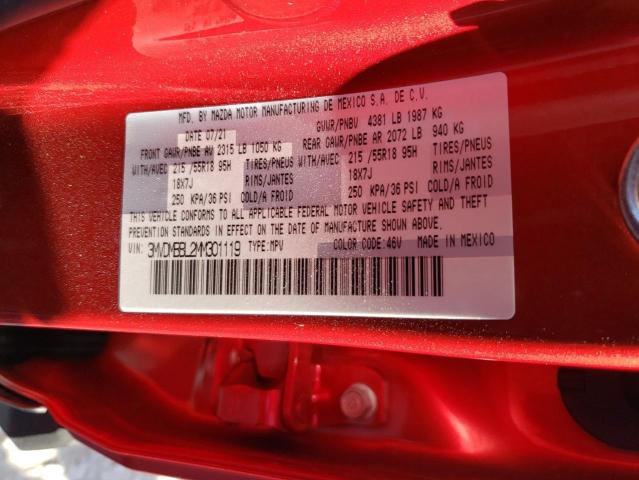 MFD. BY MAZDA MOTOR MANUFACTURING DE MEXICO S.A. DE C.V.
DATE 07/21 GVWR/PNBV 4381 LB 1987 KG
FRONT GAWR/PNBE AV 2315 LB 1050 KG REAR GAWR/PNBE AR 2072 LB 940 KG
WITH/AVEC 215 /55R18 95H TIRES/PNEUS WITH/AVEC 215 /55R18 95H TIRES/PNEUS
18X7J RIMS/JANTES 18X7J RIMS/JANTES
250 KPA/36 PSI COLD/A FROID 250 KPA/36 PSI COLD/A FROID
THIS VEHICLE CONFORMS TO ALL APPLICABLE FEDERAL MOTOR VEHICLE SAFETY AND THEFT
PREVENTION STANDARDS IN EFFECT ON THE DATE OF MANUFACTURE SHOWN ABOVE.
VIN: 3MVDMBBL2MM301119 TYPE:MPV COLOR CODE:46V MADE IN MEXICO